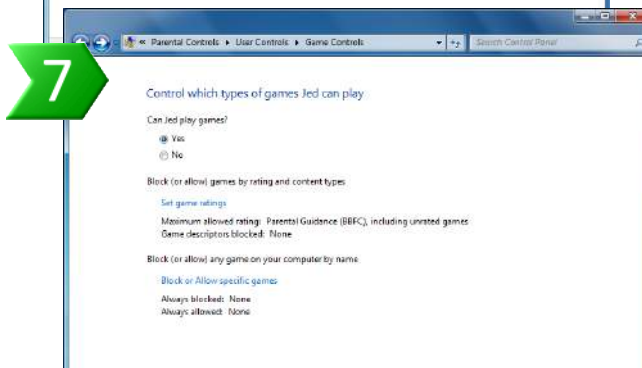 « Parental Controls ▸ User Controls ▸ Game Controls
Search Control Panel
7
Control which types of games Jed can play
Can Jed play games?
Yes
No
Block (or allow) games by rating and content types
Set game ratings
Maximum allowed rating: Parental Guidance (BBFC), including unrated games
Game descriptors blocked: None
Block (or allow) any game on your computer by name
Block or Allow specific games
Always blocked: None
Always allowed: None